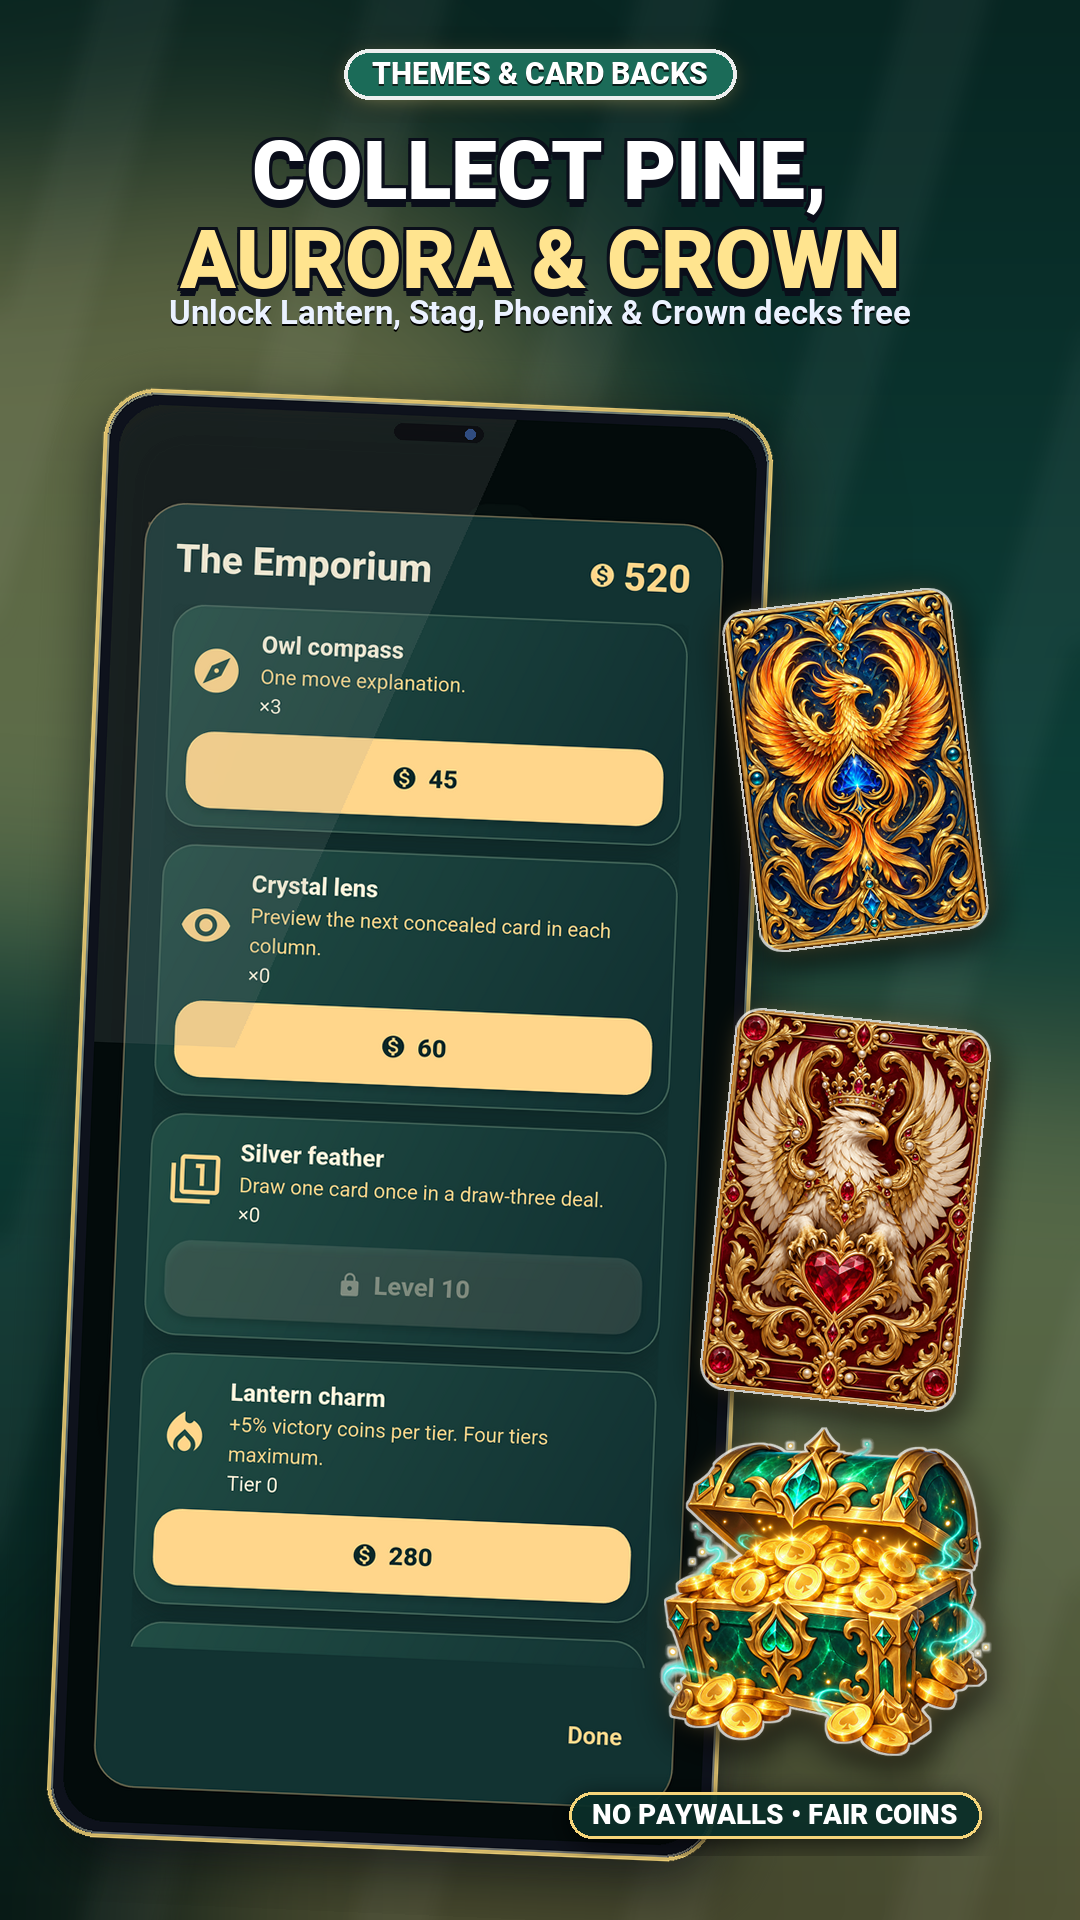 THEMES & CARD BACKS
COLLECT PINE,
AURORA & CROWN
Unlock Lantern, Stag, Phoenix & Crown decks free
The Emporium
520
Owl compass
One move explanation.
×3
45
Crystal lens
Preview the next concealed card in each
column.
×0
60
Silver feather
Draw one card once in a draw-three deal.
×0
Level 10
Lantern charm
+5% victory coins per tier. Four tiers
maximum.
Tier 0
280
Done
NO PAYWALLS • FAIR COINS